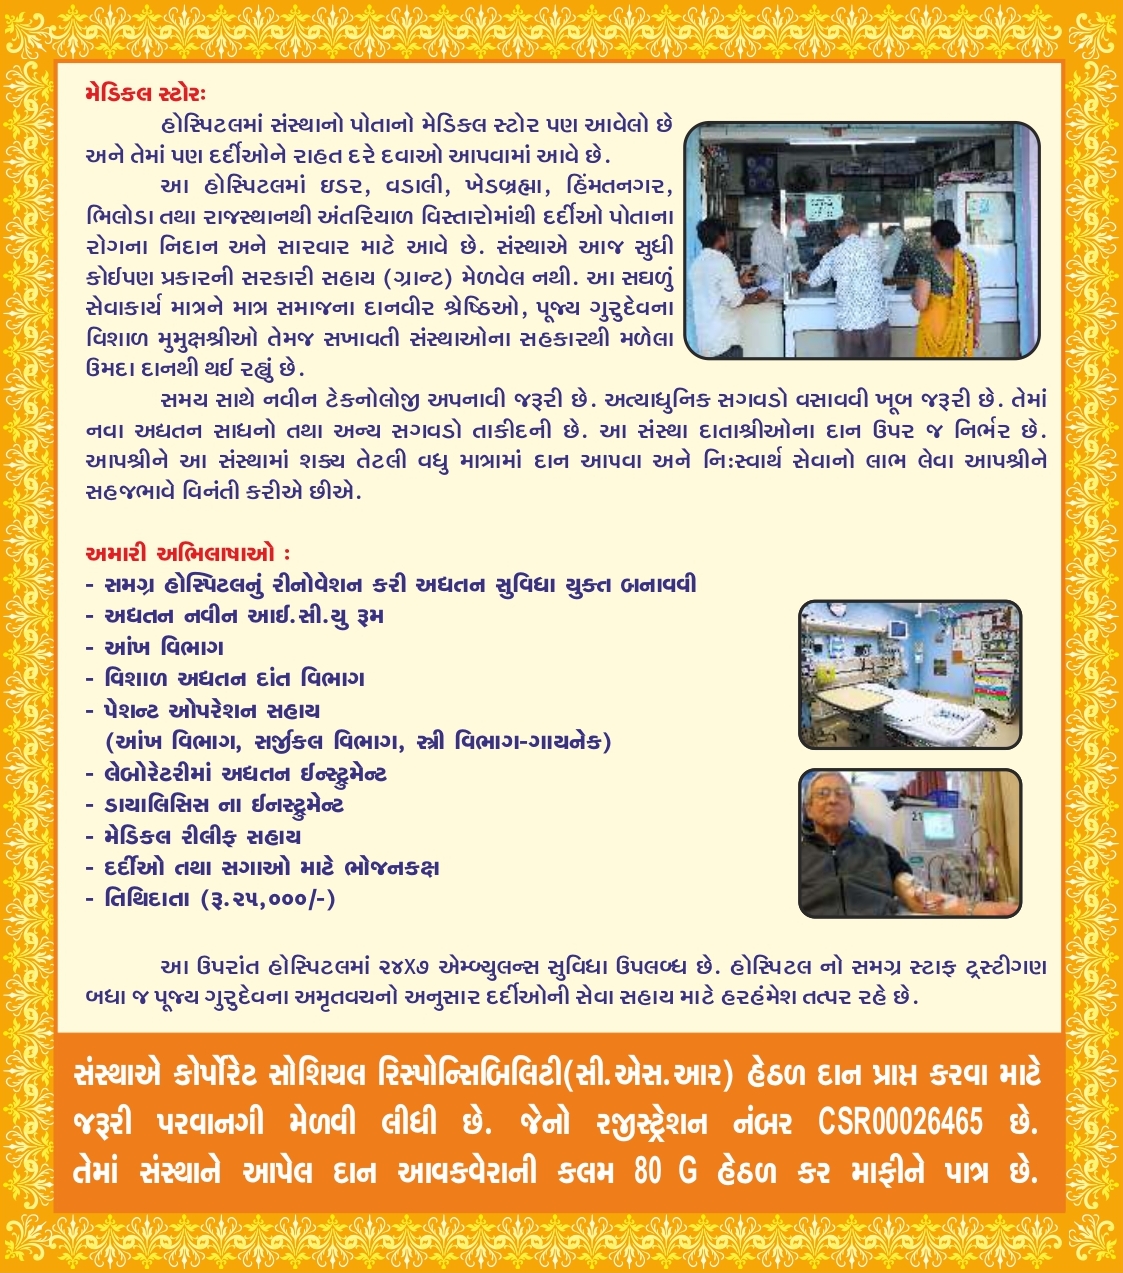 મેડિકલ સ્ટોરઃ
હોસ્પિટલમાં સંસ્થાનો પોતાનો મેડિકલ સ્ટોર પણ આવેલો છે
અને તેમાં પણ દર્દીઓને રાહત દરે દવાઓ આપવામાં આવે છે.
આ હોસ્પિટલમાં ઇડર, વડાલી, ખેડબ્રહ્મા, હિંમતનગર,
ભિલોડા તથા રાજસ્થાનથી અંતરિયાળ વિસ્તારોમાંથી દર્દીઓ પોતાના
રોગના નિદાન અને સારવાર માટે આવે છે. સંસ્થાએ આજ સુધી
કોઈપણ પ્રકારની સરકારી સહાય (ગ્રાન્ટ) મેળવેલ નથી. આ સઘળું
સેવાકાર્ય માત્રને માત્ર સમાજના દાનવીર શ્રેષ્ઠિઓ, પૂજ્ય ગુરુદેવના
વિશાળ મુમુક્ષશ્રીઓ તેમજ સખાવતી સંસ્થાઓના સહકારથી મળેલા
ઉમદા દાનથી થઈ રહ્યું છે.
સમય સાથે નવીન ટેકનોલોજી અપનાવી જરૂરી છે. અત્યાધુનિક સગવડો વસાવવી ખૂબ જરૂરી છે. તેમાં
નવા અદ્યતન સાધનો તથા અન્ય સગવડો તાકીદની છે. આ સંસ્થા દાતાશ્રીઓના દાન ઉપર જ નિર્ભર છે.
આપશ્રીને આ સંસ્થામાં શક્ય તેટલી વધુ માત્રામાં દાન આપવા અને નિ:સ્વાર્થ સેવાનો લાભ લેવા આપશ્રીને
સહજભાવે વિનંતી કરીએ છીએ.
અમારી અભિલાષાઓ :
- સમગ્ર હોસ્પિટલનું રીનોવેશન કરી અદ્યતન સુવિધા યુક્ત બનાવવી
- અદ્યતન નવીન આઈ.સી.યુ રૂમ
- આંખ વિભાગ
- વિશાળ અદ્યતન દાંત વિભાગ
- પેશન્ટ ઓપરેશન સહાય
(આંખ વિભાગ, સર્જીકલ વિભાગ, સ્ત્રી વિભાગ-ગાયનેક)
- લેબોરેટરીમાં અદ્યતન ઈન્સ્ટ્રુમેન્ટ
- ડાયાલિસિસ ના ઈનસ્ટ્રુમેન્ટ
- મેડિકલ રીલીફ સહાય
- દર્દીઓ તથા સગાઓ માટે ભોજનકક્ષ
- તિથિદાતા (રૂ.૨૫,૦૦૦/-)
આ ઉપરાંત હોસ્પિટલમાં ૨૪X૭ એમ્બ્યુલન્સ સુવિધા ઉપલબ્ધ છે. હોસ્પિટલ નો સમગ્ર સ્ટાફ ટ્રસ્ટીગણ
બધા જ પૂજ્ય ગુરુદેવના અમૃતવચનો અનુસાર દર્દીઓની સેવા સહાય માટે હરહંમેશ તત્પર રહે છે.
સંસ્થાએ કોર્પોરેટ સોશિયલ રિસ્પોન્સિબિલિટી(સી.એસ.આર) હેઠળ દાન પ્રાપ્ત કરવા માટે
જરૂરી પરવાનગી મેળવી લીધી છે. જેનો રજીસ્ટ્રેશન નંબર CSR00026465 છે.
તેમાં સંસ્થાને આપેલ દાન આવકવેરાની કલમ 80 G હેઠળ કર માફીને પાત્ર છે.